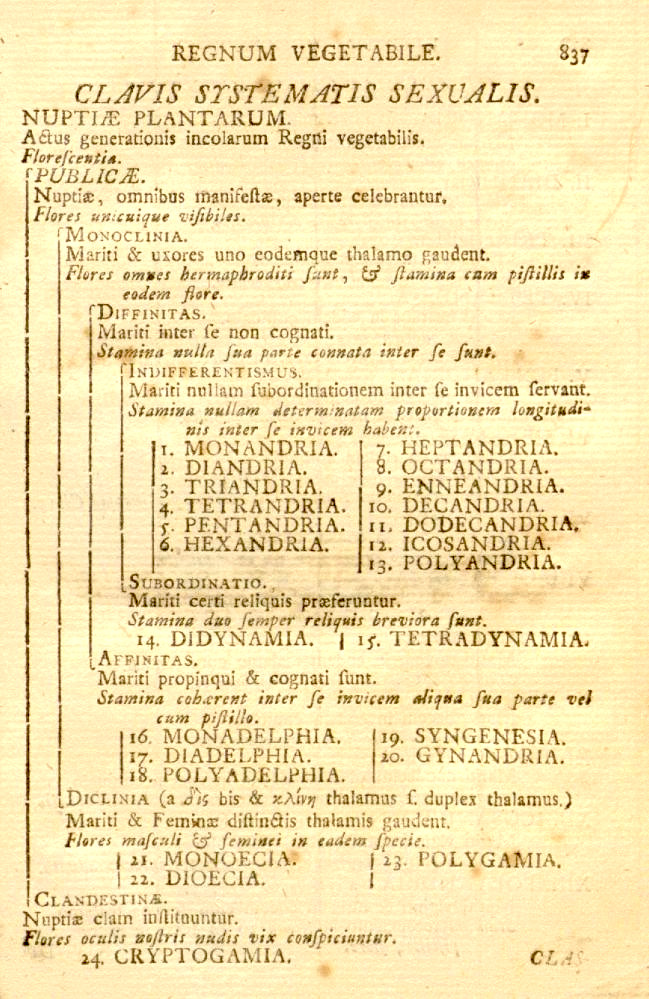 REGNUM VEGETABILE. 837
CLAVIS SYSTEMATIS SEXUALIS.
NUPTIÆ PLANTARUM.
Actus generationis incolarum Regni vegetabilis.
Floreſcentia.
PUBLICÆ.
Nuptiæ, omnibus manifeſtæ, aperte celebrantur.
Flores unicuique viſibiles.
MONOCLINIA.
Mariti & uxores uno eodemque thalamo gaudent.
Flores omnes hermaphroditi ſunt, & ſtamina cum piſtillis in
eodem flore.
DIFFINITAS.
Mariti inter ſe non cognati.
Stamina nulla ſua parte connata inter ſe ſunt.
INDIFFERENTISMUS.
Mariti nullam ſubordinationem inter ſe invicem ſervant.
Stamina nullam determinatam proportionem longitudi-
nis inter ſe invicem habent.
1. MONANDRIA. 7. HEPTANDRIA.
2. DIANDRIA. 8. OCTANDRIA.
3. TRIANDRIA. 9. ENNEANDRIA.
4. TETRANDRIA. 10. DECANDRIA.
5. PENTANDRIA. 11. DODECANDRIA.
6. HEXANDRIA. 12. ICOSANDRIA.
13. POLYANDRIA.
SUBORDINATIO.
Mariti certi reliquis præferuntur.
Stamina duo ſemper reliquis breviora ſunt.
14. DIDYNAMIA. 15. TETRADYNAMIA.
AFFINITAS.
Mariti propinqui & cognati ſunt.
Stamina cohærent inter ſe invicem aliqua ſua parte vel
cum piſtillo.
16. MONADELPHIA. 19. SYNGENESIA.
17. DIADELPHIA. 20. GYNANDRIA.
18. POLYADELPHIA.
DICLINIA (a δὶς bis & κλίνη thalamus ſ. duplex thalamus.)
Mariti & Feminæ diſtinctis thalamis gaudent.
Flores maſculi & feminei in eadem ſpecie.
21. MONOECIA. 23. POLYGAMIA.
22. DIOECIA.
CLANDESTINÆ.
Nuptiæ clam inſtituuntur.
Flores oculis noſtris nudis vix conſpiciuntur.
24. CRYPTOGAMIA.
CLAS-